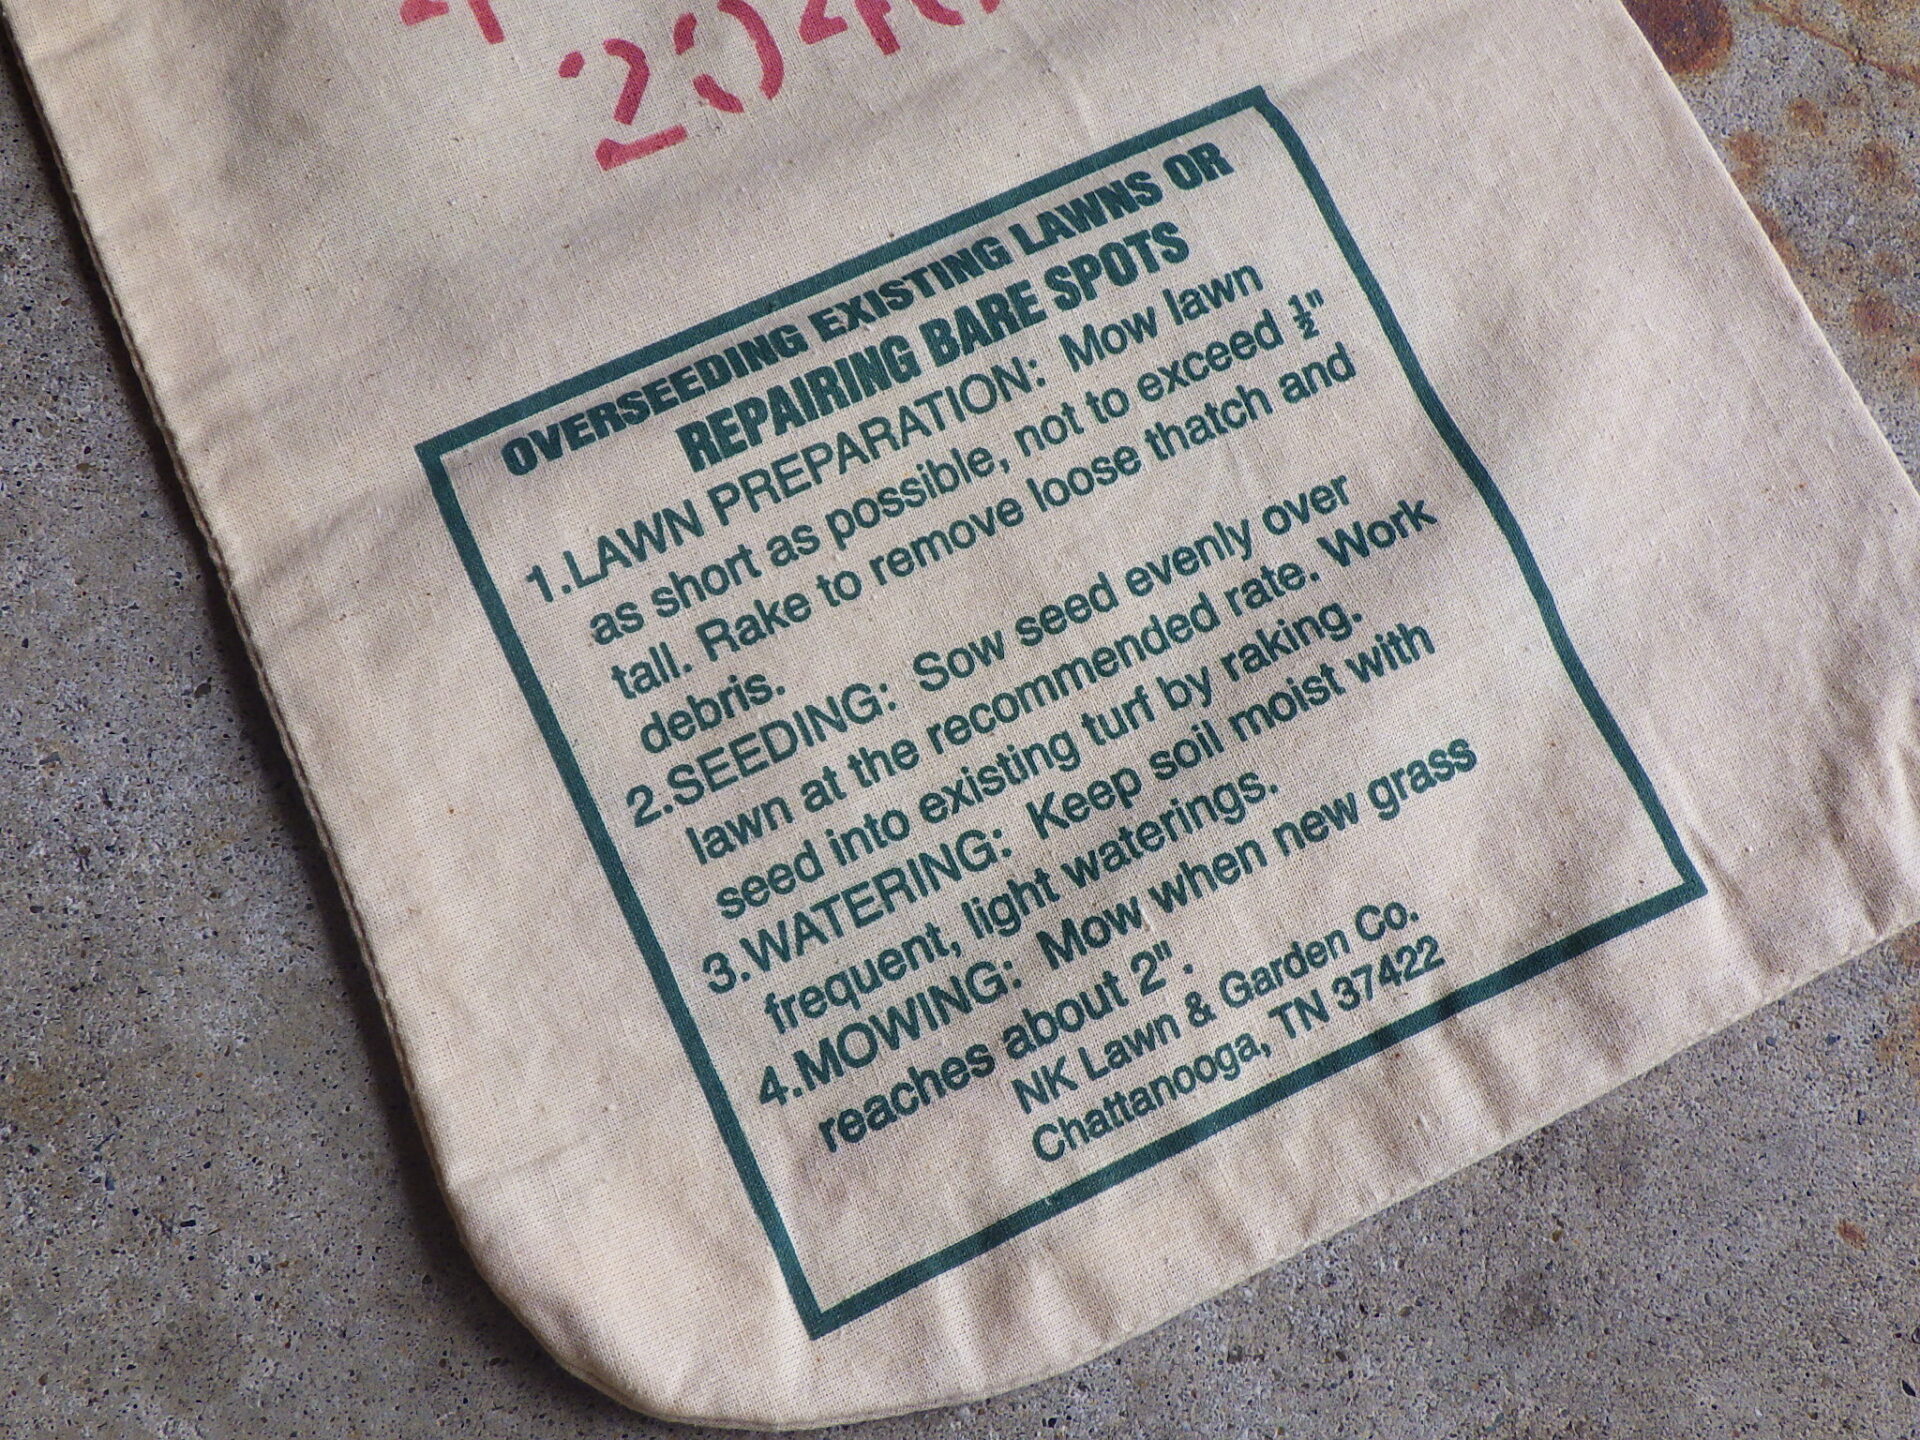 OVERSEEDING EXISTING LAWNS OR
REPAIRING BARE SPOTS
1.LAWN PREPARATION: Mow lawn
as short as possible, not to exceed ½"
tall. Rake to remove loose thatch and
debris.
2.SEEDING: Sow seed evenly over
lawn at the recommended rate. Work
seed into existing turf by raking.
3.WATERING: Keep soil moist with
frequent, light waterings.
4.MOWING: Mow when new grass
reaches about 2".
NK Lawn & Garden Co.
Chattanooga, TN 37422